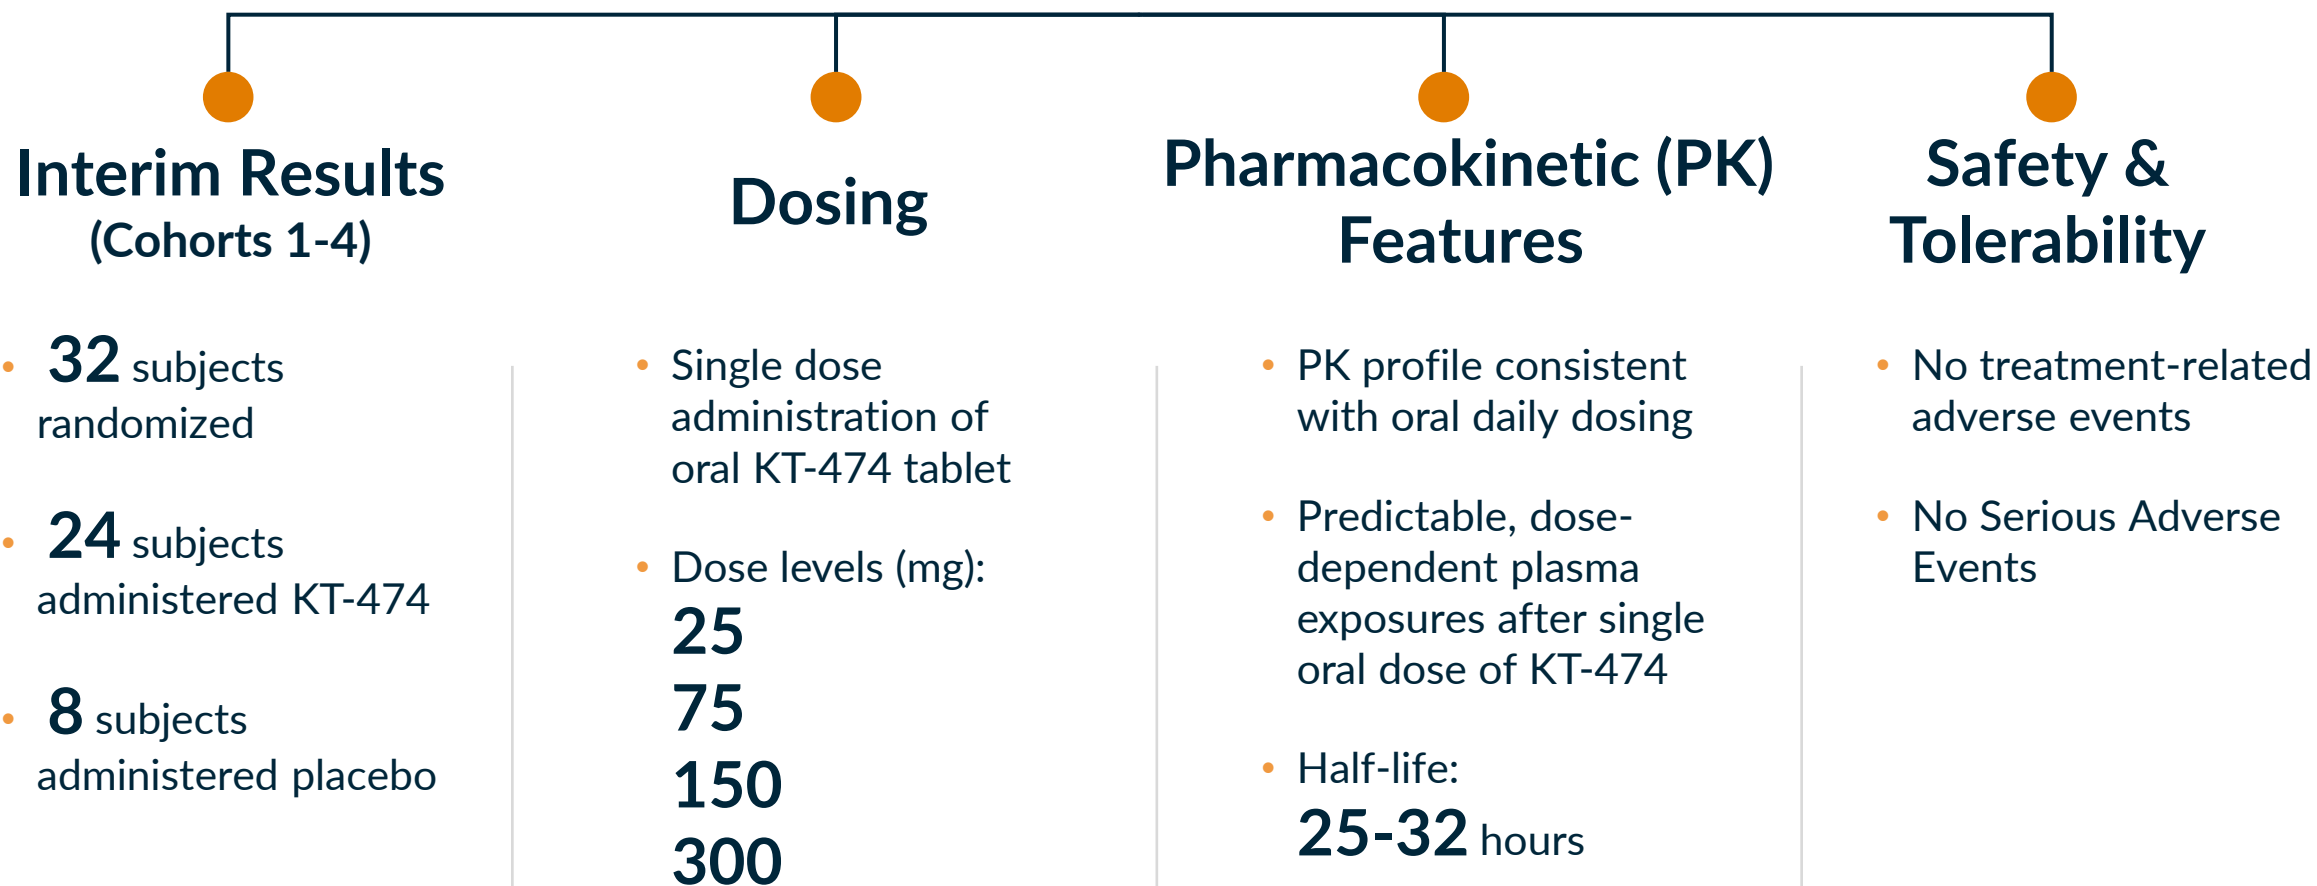 Interim Results
(Cohorts 1-4)
• 32 subjects
randomized
• 24 subjects
administered KT-474
• 8 subjects
administered placebo
Dosing
• Single dose
administration of
oral KT-474 tablet
• Dose levels (mg):
25
75
150
300
Pharmacokinetic (PK)
Features
• PK profile consistent
with oral daily dosing
• Predictable, dose-
dependent plasma
exposures after single
oral dose of KT-474
• Half-life:
25-32 hours
Safety &
Tolerability
• No treatment-related
adverse events
• No Serious Adverse
Events